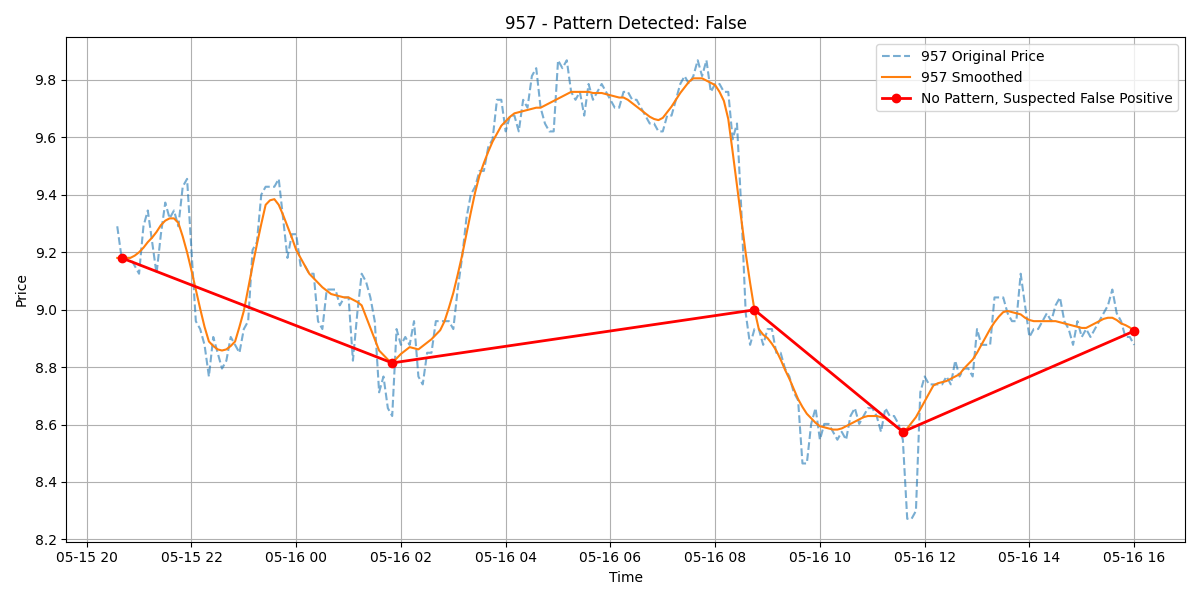 957 - Pattern Detected: False
957 Original Price
957 Smoothed
No Pattern, Suspected False Positive
Price
9.8
9.6
9.4
9.2
9.0
8.8
8.6
8.4
8.2
05-15 20 05-15 22 05-16 00 05-16 02 05-16 04 05-16 06 05-16 08 05-16 10 05-16 12 05-16 14 05-16 16
Time